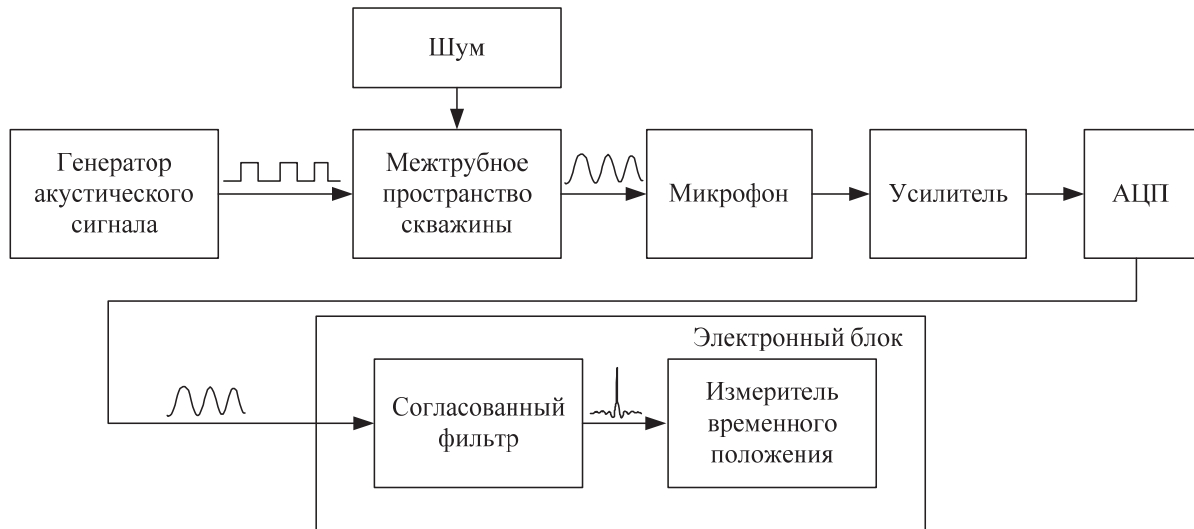 Шум
Генератор
акустического
сигнала
Межтрубное
пространство
скважины
Микрофон
Усилитель
АЦП
Электронный блок
Согласованный
фильтр
Измеритель
временного
положения